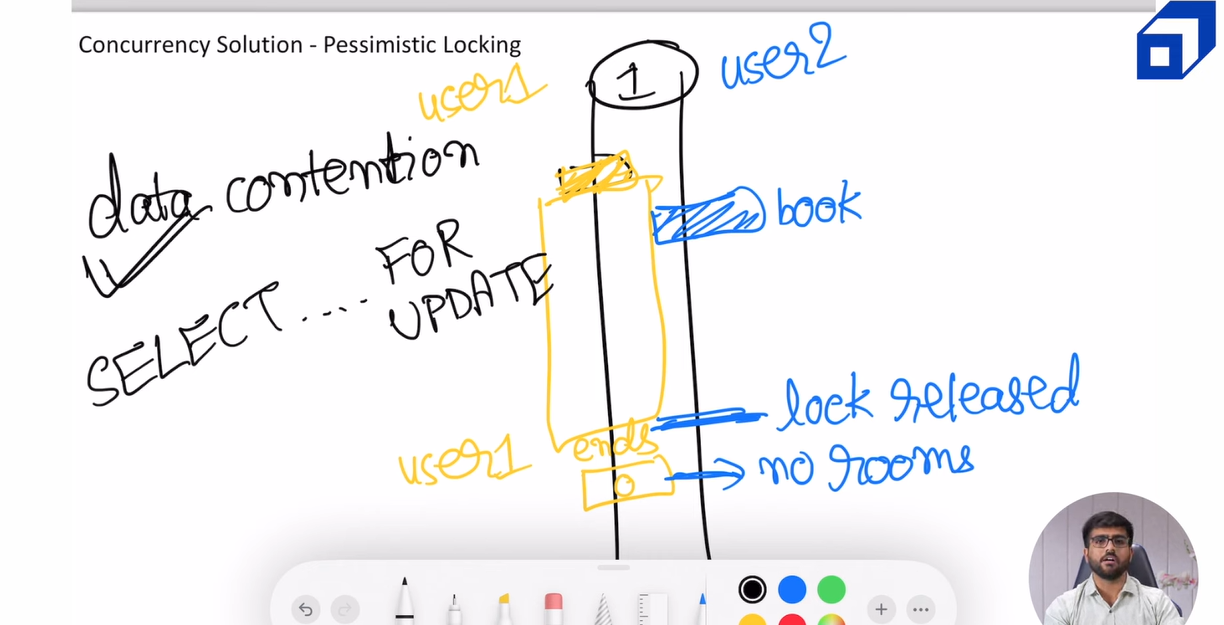 Concurrency Solution - Pessimistic Locking
user1
1
user2
data contention
book
SELECT .... FOR
UPDATE
lock released
user1
ends
0
no rooms